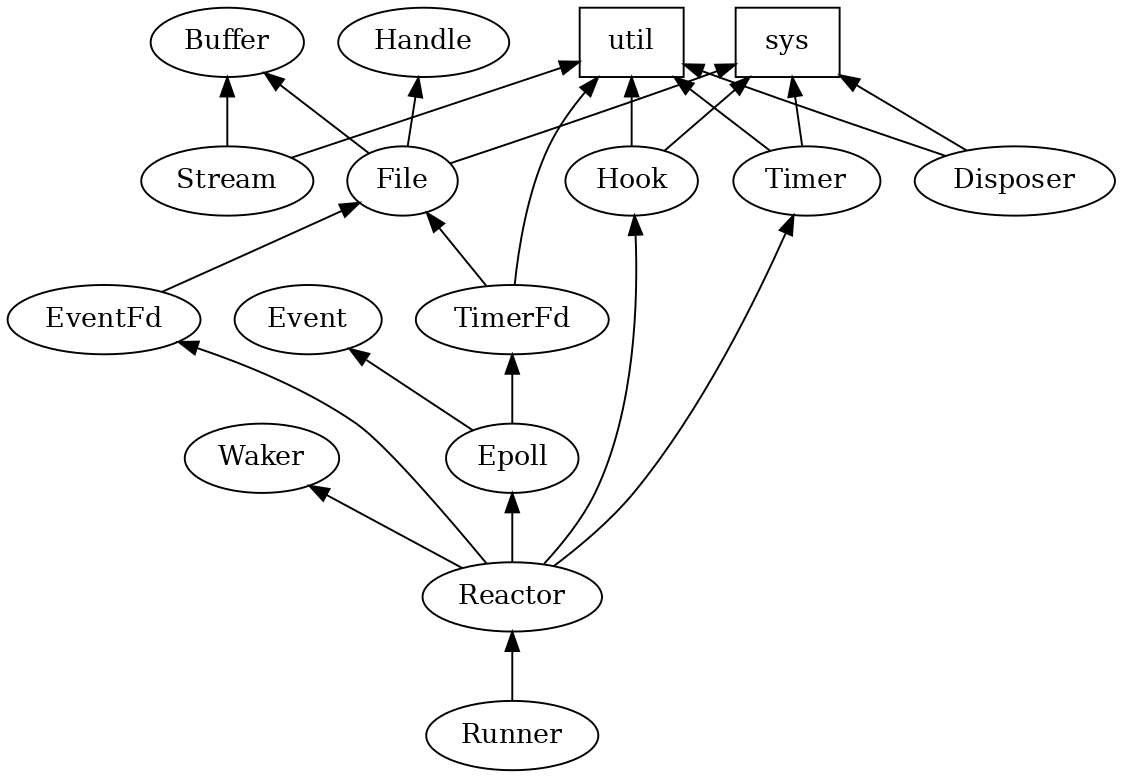 Buffer
Handle
util
sys
Stream
File
Hook
Timer
Disposer
EventFd
Event
TimerFd
Waker
Epoll
Reactor
Runner